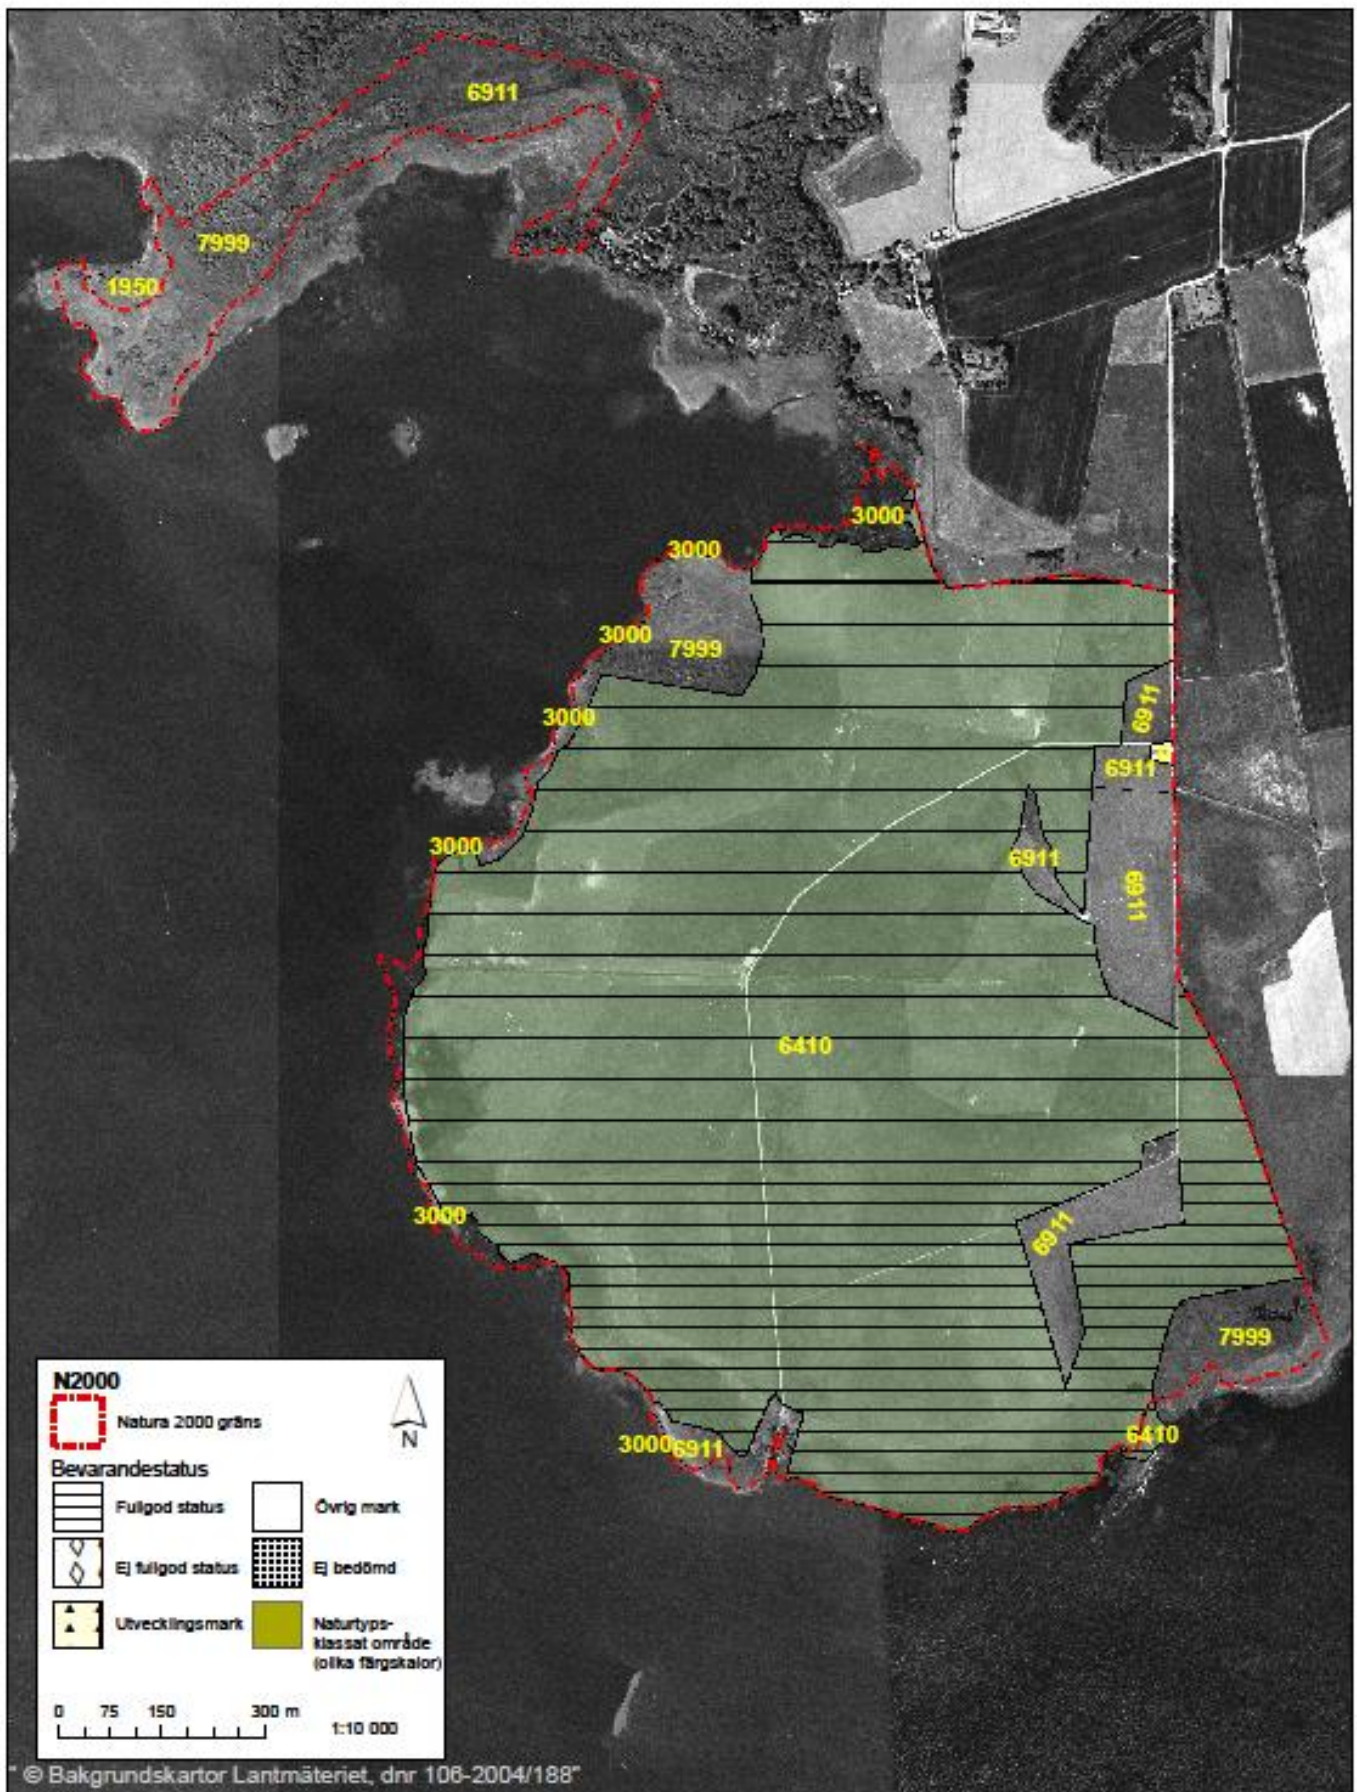 6911
7999
1950
3000
3000
3000
7999
3000
6911
6911
3000
6911
6911
6410
3000
6911
7999
6410
3000
6911
N2000
Natura 2000 gräns
N
Bevarandestatus
Fullgod status
Övrig mark
Ej fullgod status
Ej bedömd
Utvecklingsmark
Naturtyps-
klassat område
(olika färgskalor)
0 75 150 300 m
1:10 000
" © Bakgrundskartor Lantmäteriet, dnr 106-2004/188"